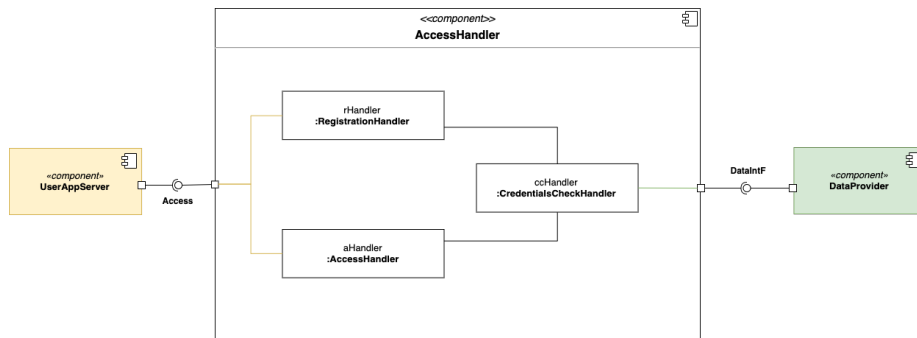 <<component>>
AccessHandler
rHandler
:RegistrationHandler
«component»
UserAppServer
Access
ccHandler
:CredentialsCheckHandler
DataIntF
«component»
DataProvider
aHandler
:AccessHandler